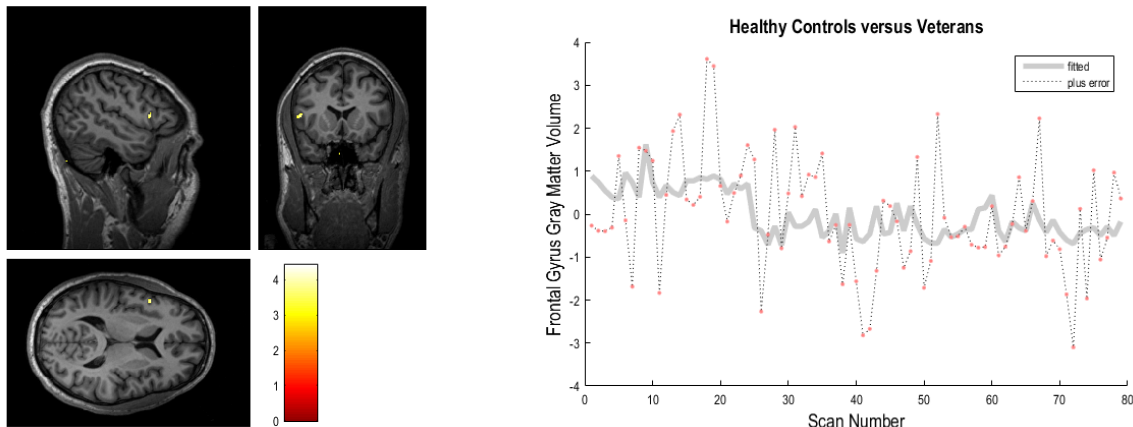 4
3
2
1
0
Healthy Controls versus Veterans
fitted
plus error
Frontal Gyrus Gray Matter Volume
4
3
2
1
0
-1
-2
-3
-4
0 10 20 30 40 50 60 70 80
Scan Number